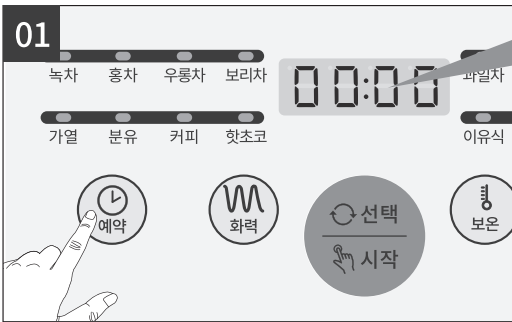 01
녹차 홍차 우롱차 보리차 00:00 과일차
가열 분유 커피 핫초코 이유식
예약 화력 선택 보온
시작